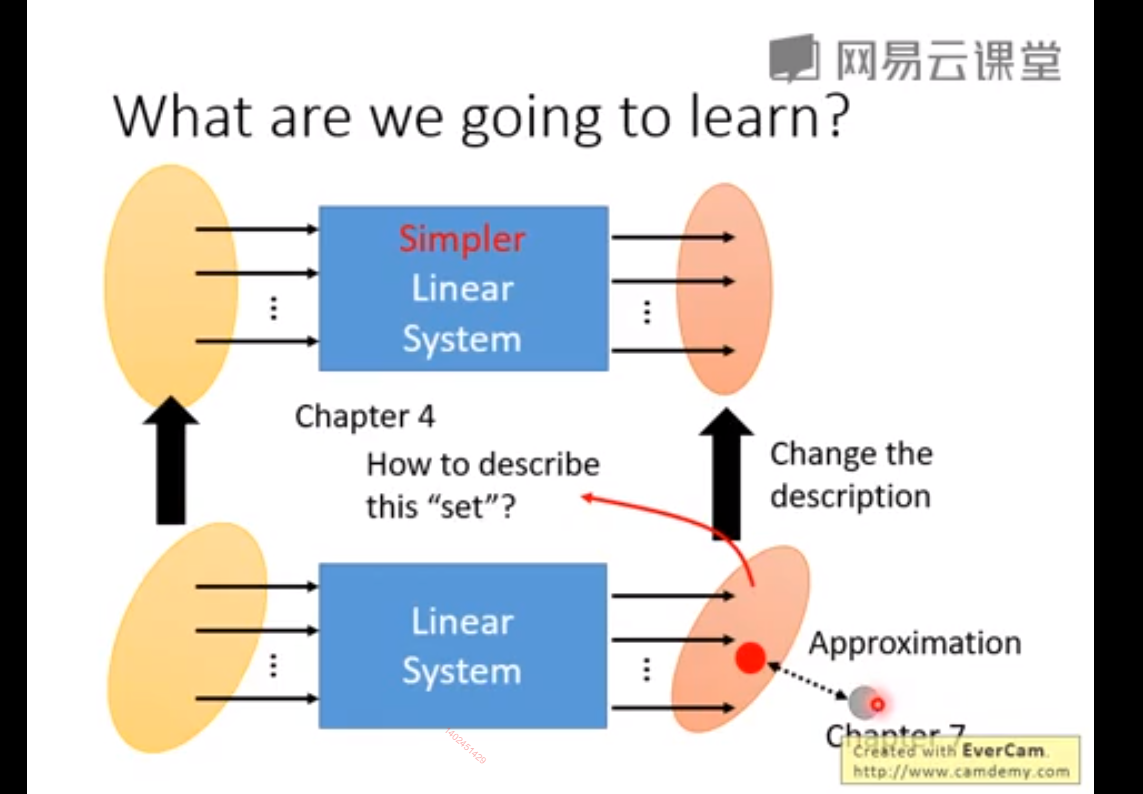 网易云课堂
What are we going to learn?
Simpler
Linear
System
Chapter 4
How to describe
this “set”?
Change the
description
Linear
System
Approximation
Chapter 7
Created with EverCam.
http://www.camdemy.com
1402451429